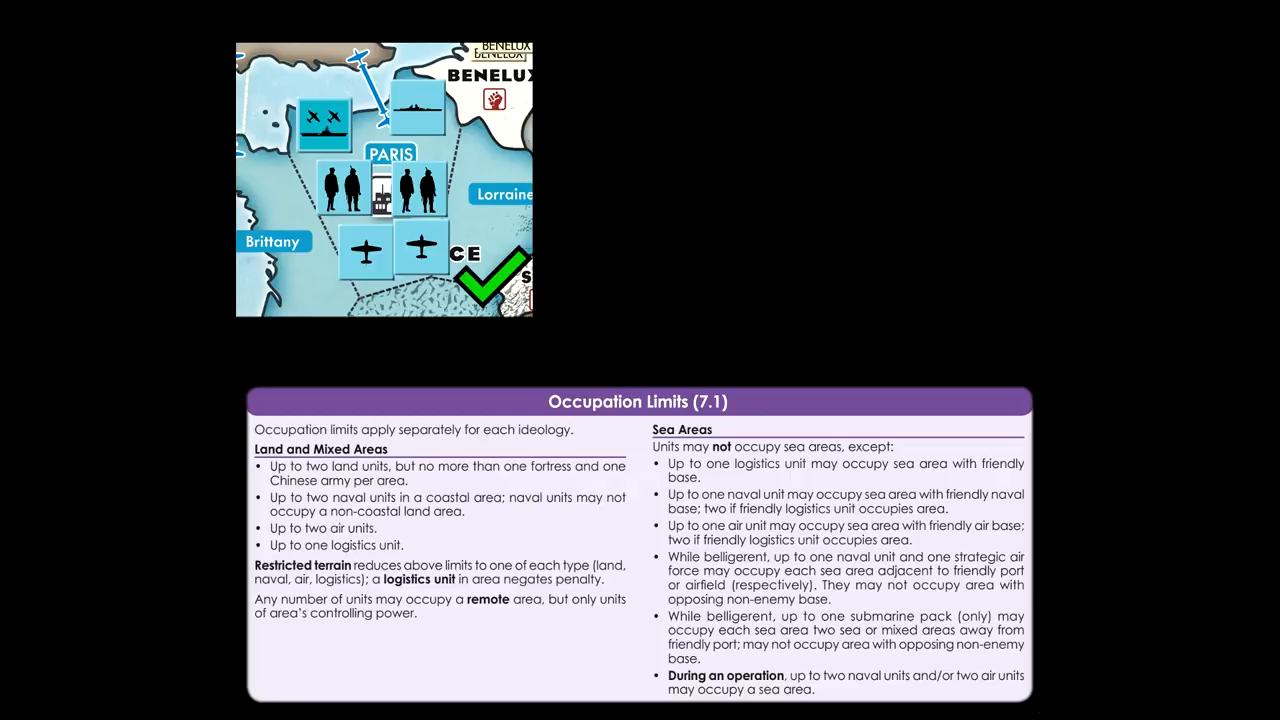 BENELUX
BENELUX
BENELUX
PARIS
Lorraine
Brittany
CE
S
Occupation Limits (7.1)
Occupation limits apply separately for each ideology.
Land and Mixed Areas
• Up to two land units, but no more than one fortress and one
Chinese army per area.
• Up to two naval units in a coastal area; naval units may not
occupy a non-coastal land area.
• Up to two air units.
• Up to one logistics unit.
Restricted terrain reduces above limits to one of each type (land,
naval, air, logistics); a logistics unit in area negates penalty.
Any number of units may occupy a remote area, but only units
of area's controlling power.
Sea Areas
Units may not occupy sea areas, except:
• Up to one logistics unit may occupy sea area with friendly
base.
• Up to one naval unit may occupy sea area with friendly naval
base; two if friendly logistics unit occupies area.
• Up to one air unit may occupy sea area with friendly air base;
two if friendly logistics unit occupies area.
• While belligerent, up to one naval unit and one strategic air
force may occupy each sea area adjacent to friendly port
or airfield (respectively). They may not occupy area with
opposing non-enemy base.
• While belligerent, up to one submarine pack (only) may
occupy each sea area two sea or mixed areas away from
friendly port; may not occupy area with opposing non-enemy
base.
• During an operation, up to two naval units and/or two air units
may occupy a sea area.